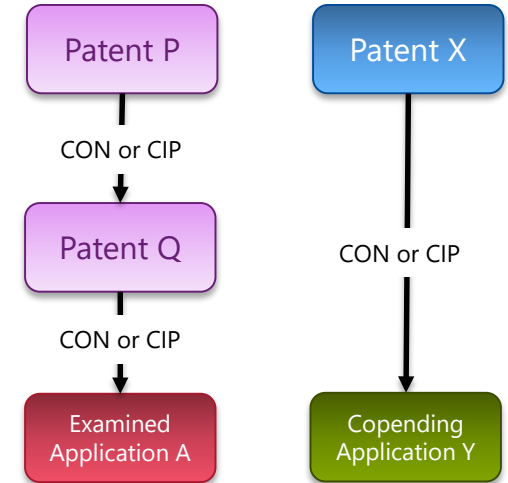 Patent P
Patent X
CON or CIP
Patent Q
CON or CIP
CON or CIP
Examined
Application A
Copending
Application Y